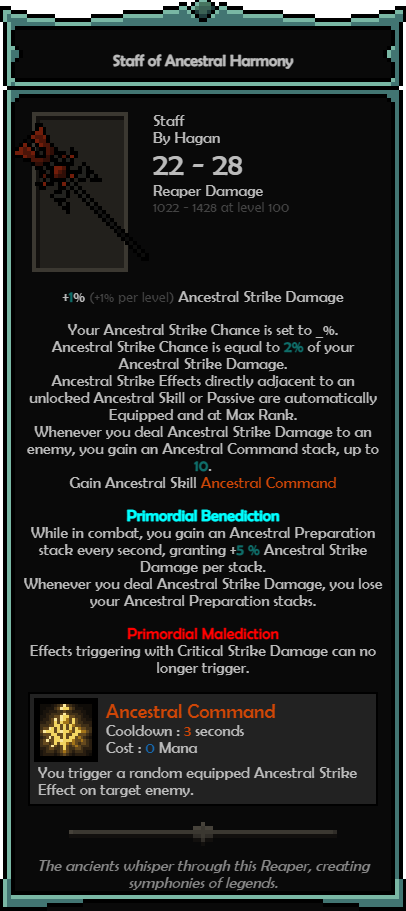 Staff of Ancestral Harmony
Staff
By Hagan
22 - 28
Reaper Damage
1022 - 1428 at level 100
+1% (+1% per level) Ancestral Strike Damage
Your Ancestral Strike Chance is set to _%.
Ancestral Strike Chance is equal to 2% of your
Ancestral Strike Damage.
Ancestral Strike Effects directly adjacent to an
unlocked Ancestral Skill or Passive are automatically
Equipped and at Max Rank.
Whenever you deal Ancestral Strike Damage to an
enemy, you gain an Ancestral Command stack, up to
10.
Gain Ancestral Skill Ancestral Command
Primordial Benediction
While in combat, you gain an Ancestral Preparation
stack every second, granting +5 % Ancestral Strike
Damage per stack.
Whenever you deal Ancestral Strike Damage, you lose
your Ancestral Preparation stacks.
Primordial Malediction
Effects triggering with Critical Strike Damage can no
longer trigger.
Ancestral Command
Cooldown : 3 seconds
Cost : 0 Mana
You trigger a random equipped Ancestral Strike
Effect on target enemy.
The ancients whisper through this Reaper, creating
symphonies of legends.